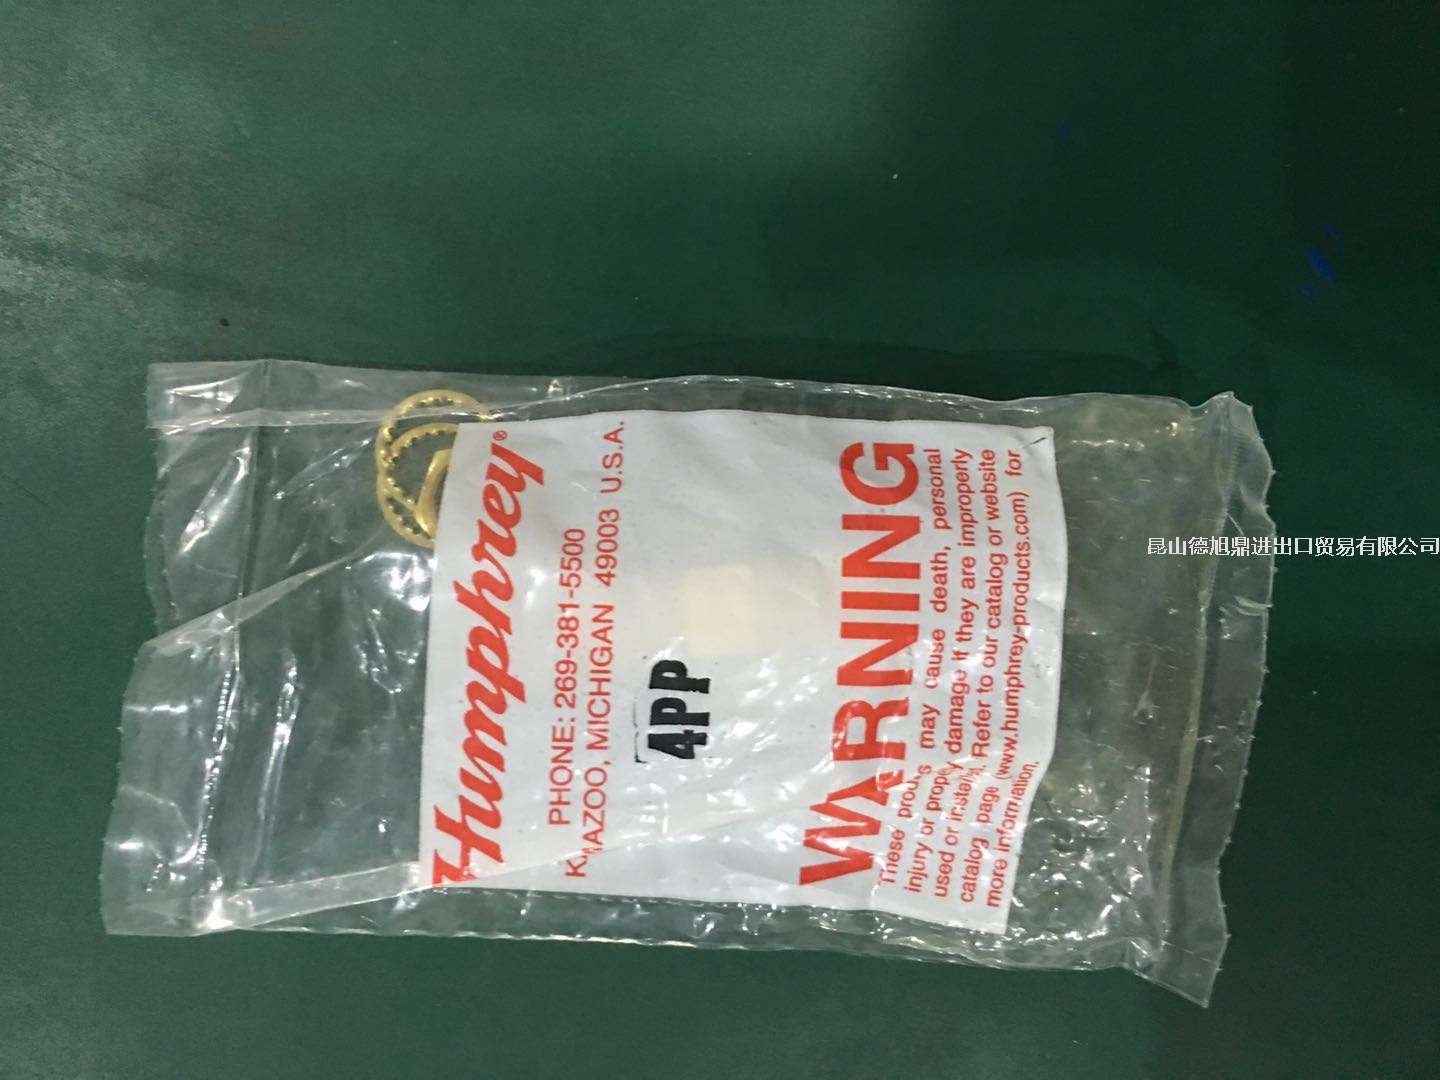 Humphrey®
PHONE: 269-381-5500
MICHIGAN 49003 U.S.A.
4PP
WARNING
These may cause death, personal
injury or damage if they are improperly
used or Refer to our catalog or website
catalog page (www.humphrey-products.com) for
more information.
昆山德旭鼎进出口贸易有限公司